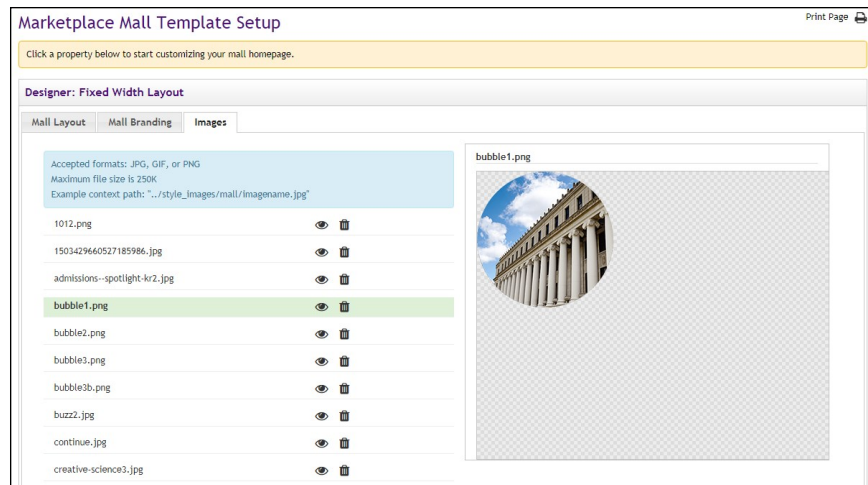 Marketplace Mall Template Setup
Print Page
Click a property below to start customizing your mall homepage.
Designer: Fixed Width Layout
Mall Layout
Mall Branding
Images
Accepted formats: JPG, GIF, or PNG
Maximum file size is 250K
Example context path: "../style_images/mall/imagename.jpg"
1012.png
1503429660527185986.jpg
admissions--spotlight-kr2.jpg
bubble1.png
bubble2.png
bubble3.png
bubble3b.png
buzz2.jpg
continue.jpg
creative-science3.jpg
bubble1.png